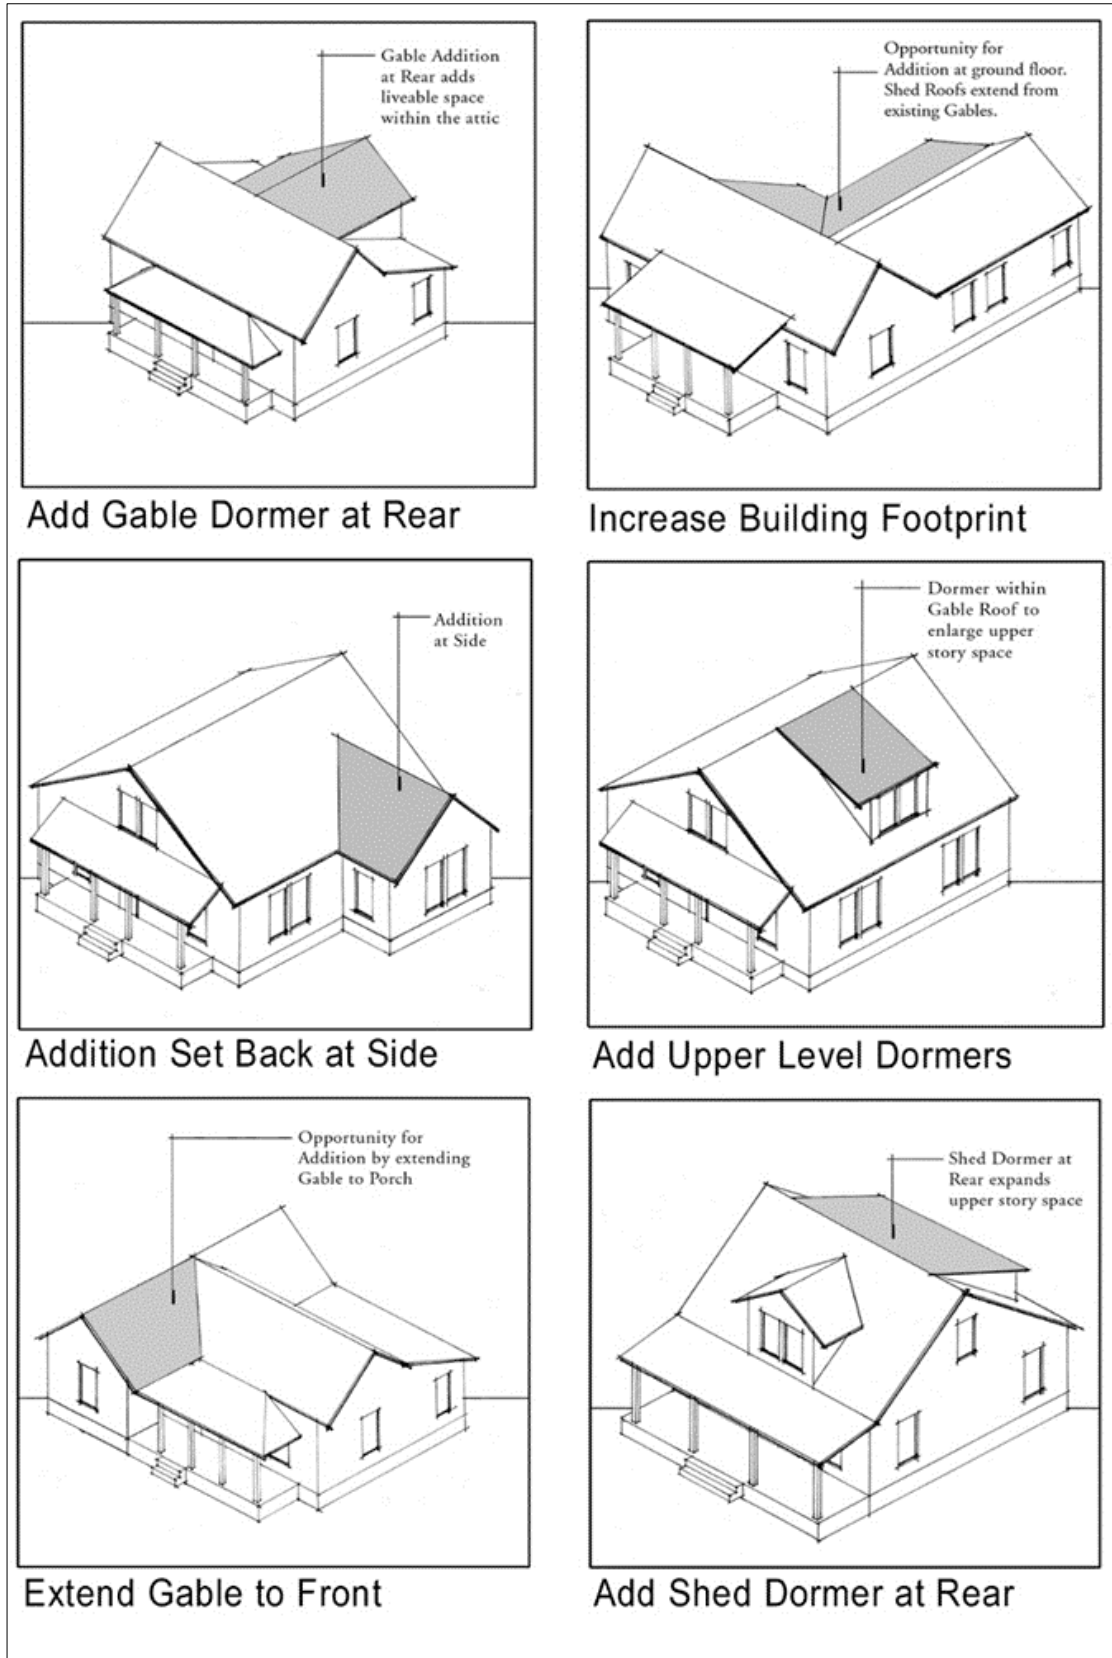 Gable Addition
at Rear adds
liveable space
within the attic
Add Gable Dormer at Rear
Opportunity for
Addition at ground floor.
Shed Roofs extend from
existing Gables.
Increase Building Footprint
Addition
at Side
Addition Set Back at Side
Dormer within
Gable Roof to
enlarge upper
story space
Add Upper Level Dormers
Opportunity for
Addition by extending
Gable to Porch
Extend Gable to Front
Shed Dormer at
Rear expands
upper story space
Add Shed Dormer at Rear